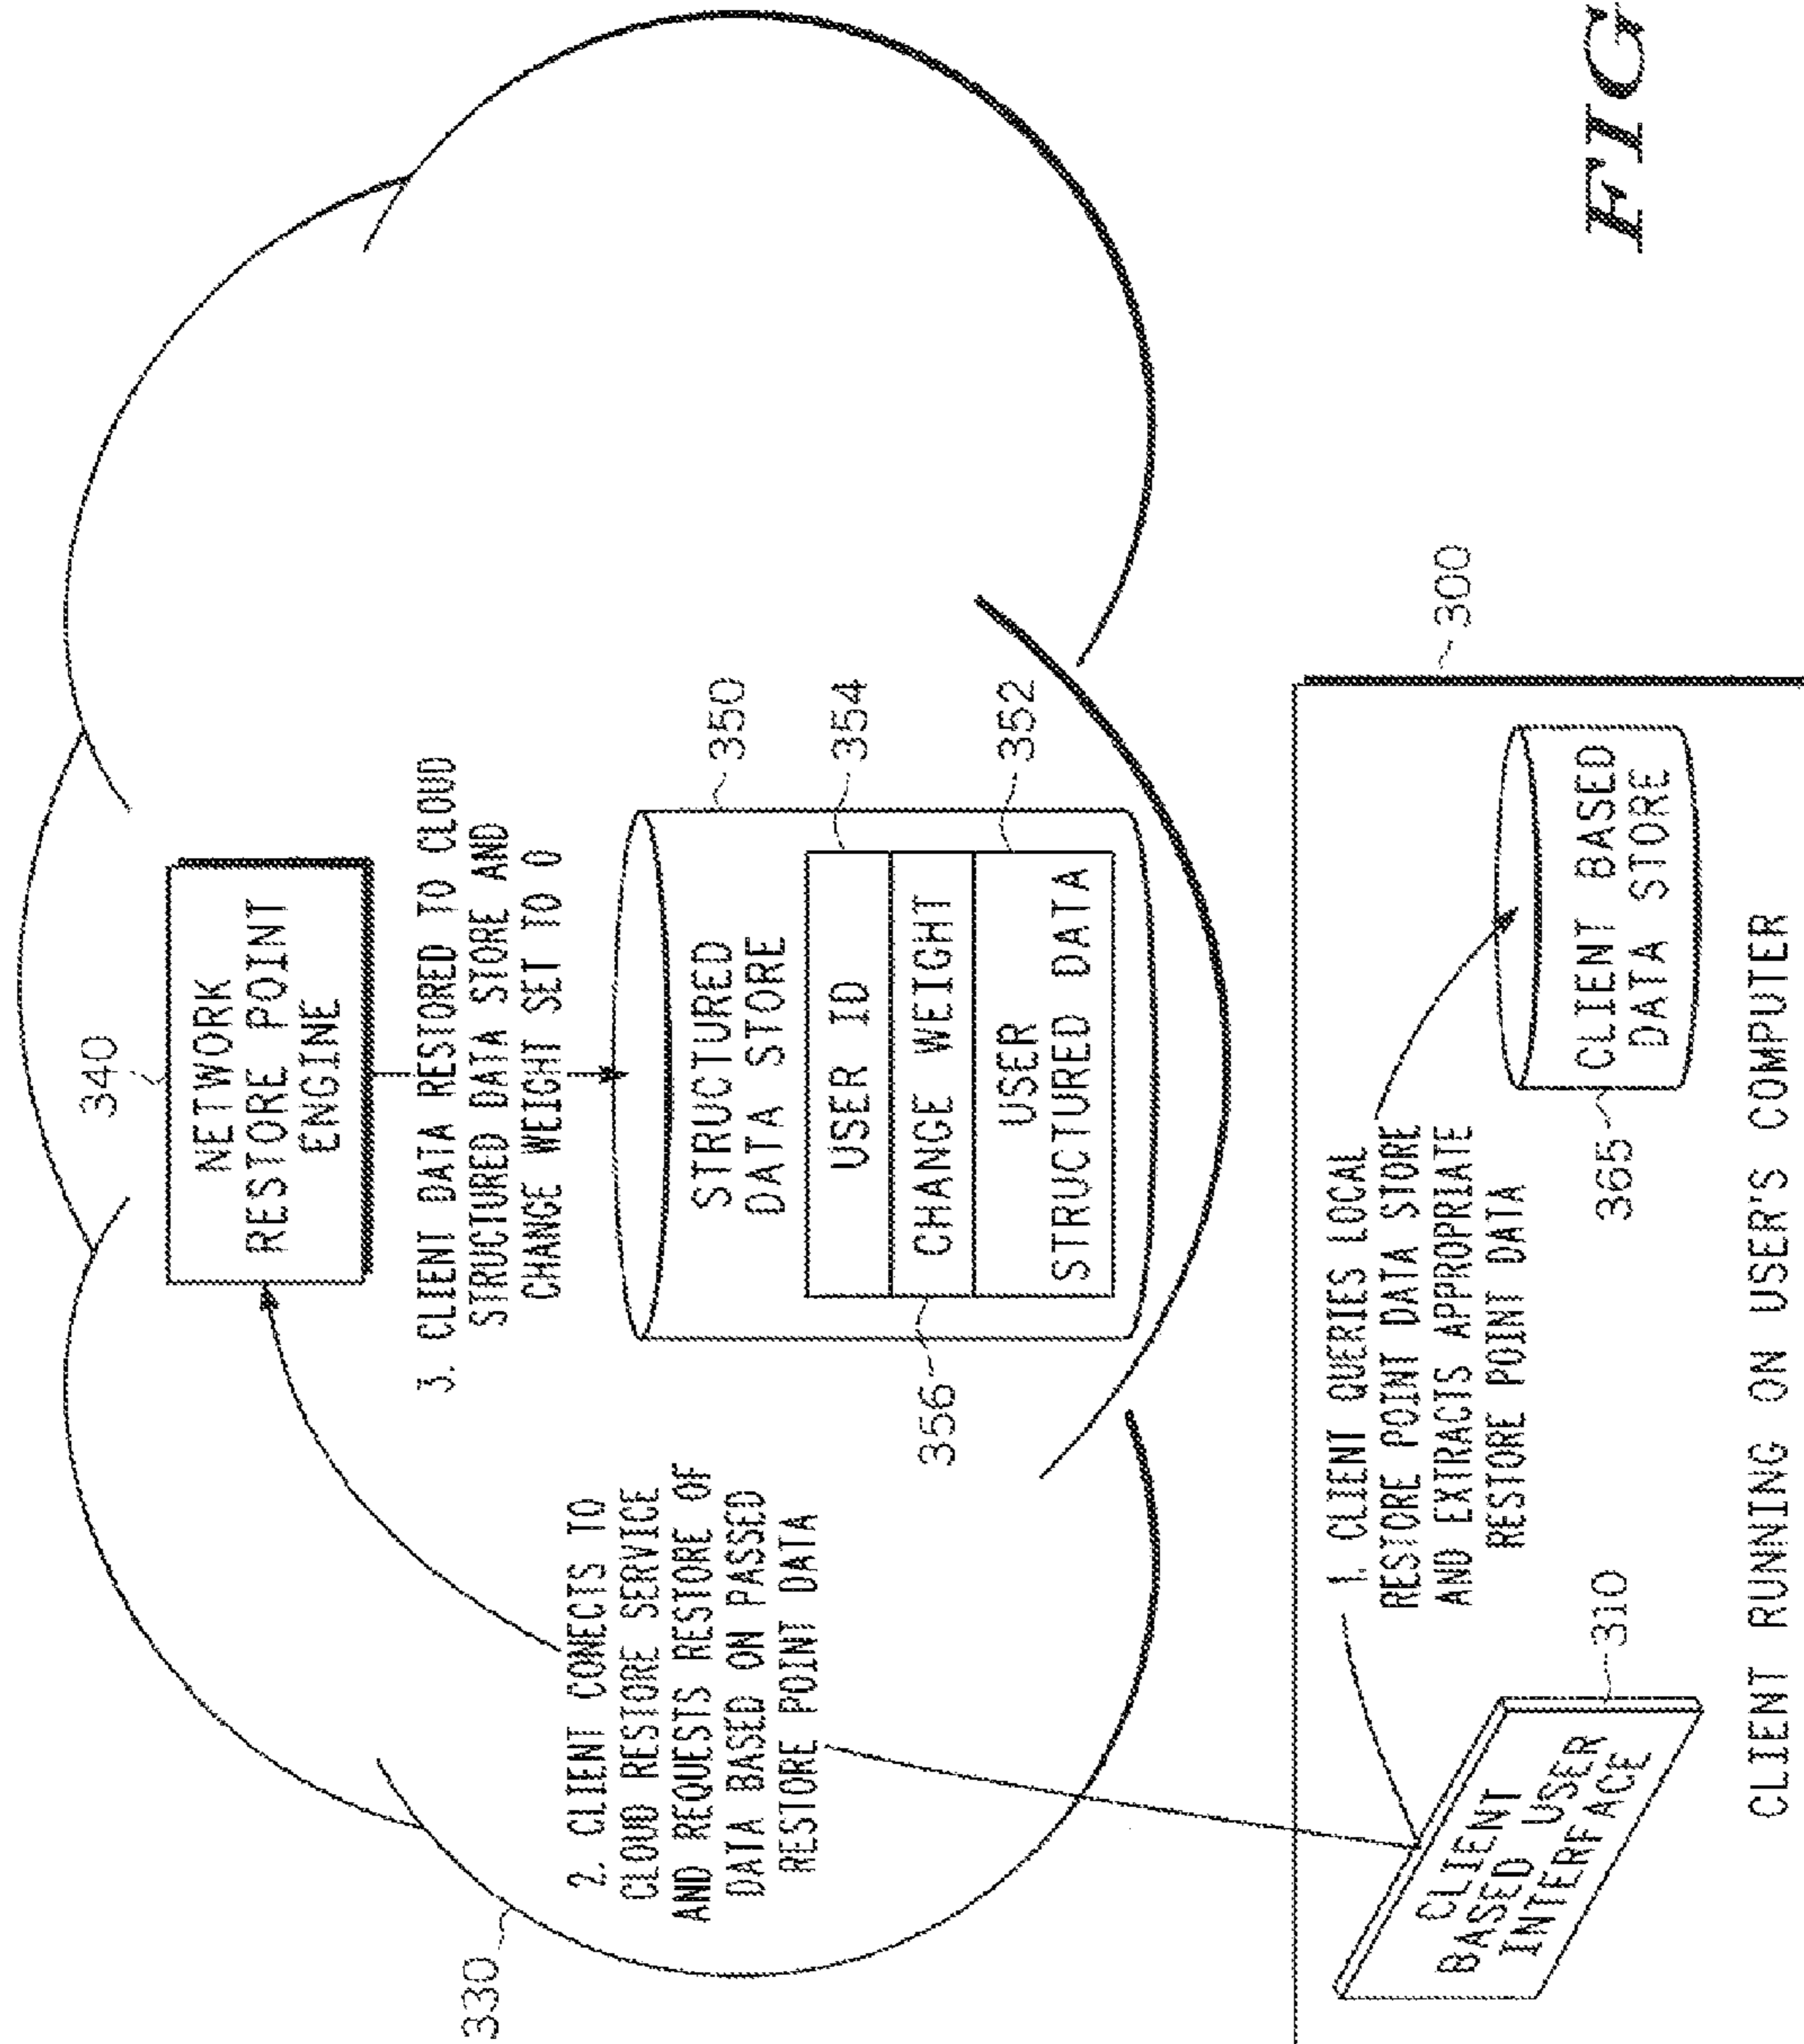 340
NETWORK
RESTORE POINT
ENGINE
3. CLIENT DATA RESTORED TO CLOUD
STRUCTURED DATA STORE AND
CHANGE WEIGHT SET TO 0
330
2. CLIENT CONECTS TO
CLOUD RESTORE SERVICE
AND REQUESTS RESTORE OF
DATA BASED ON PASSED
RESTORE POINT DATA
STRUCTURED
DATA STORE
350
USER ID
354
356
CHANGE WEIGHT
USER
STRUCTURED DATA
352
300
1. CLIENT QUERIES LOCAL
RESTORE POINT DATA STORE
AND EXTRACTS APPROPRIATE
RESTORE POINT DATA
CLIENT
BASED USER
INTERFACE
310
365
CLIENT BASED
DATA STORE
CLIENT RUNNING ON USER'S COMPUTER
FIG